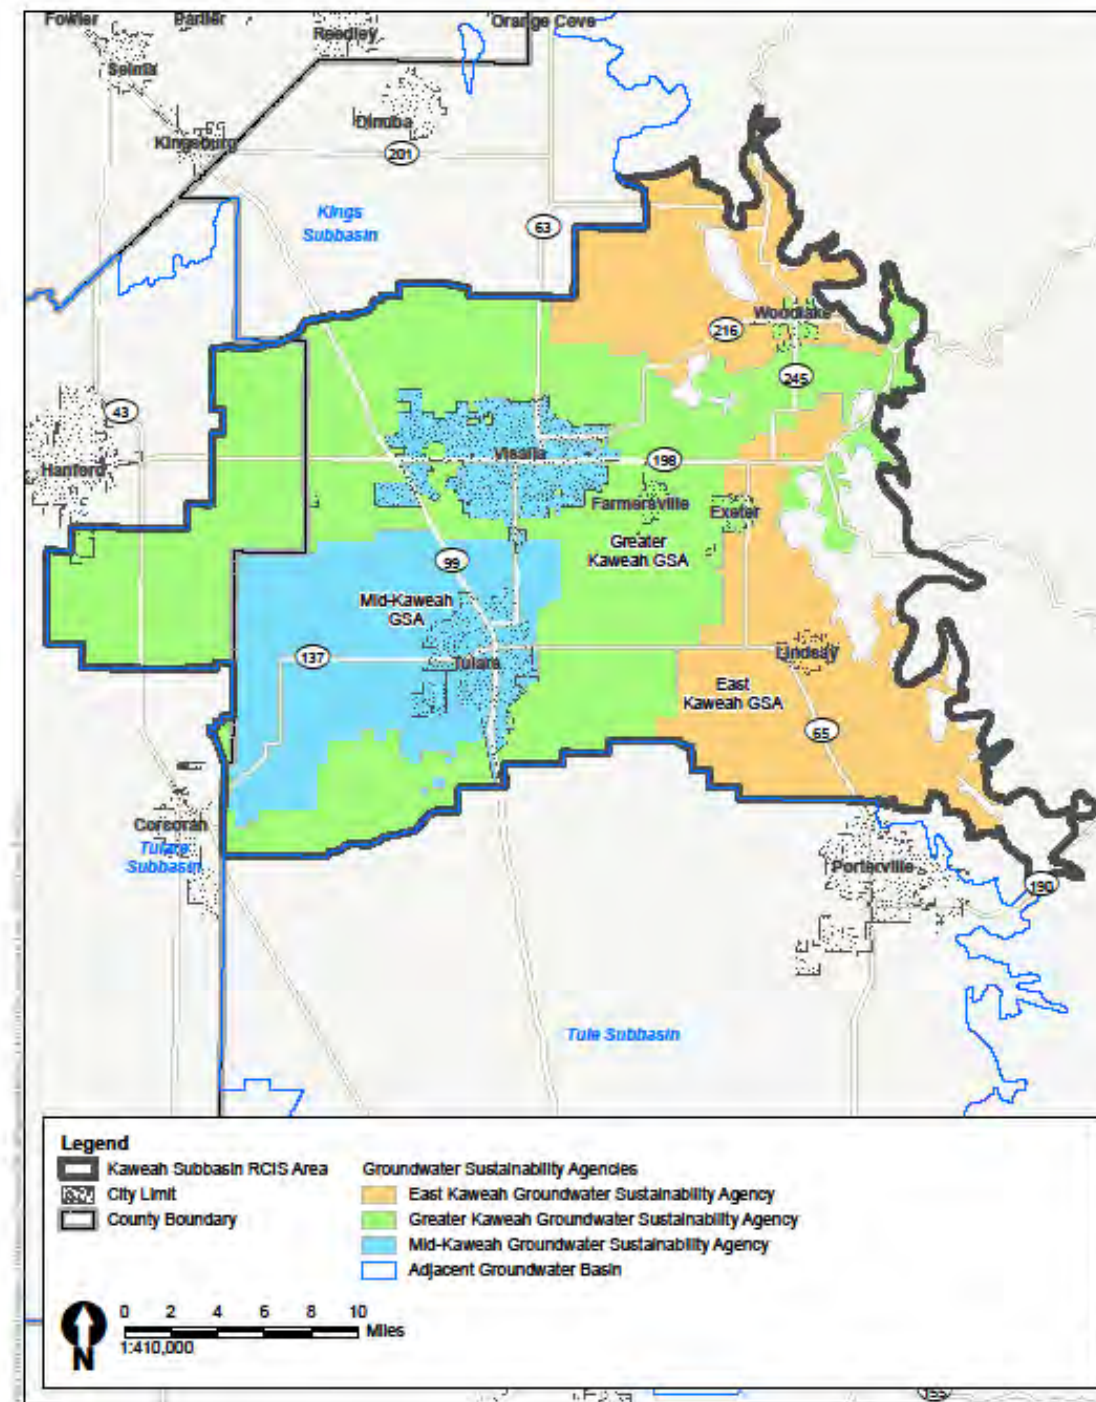 Fowler
Parlier
Reedley
Orange Cove
Selma
Dinuba
Kingsburg
201
Kings
Subbasin
63
Woodlake
216
245
43
Hanford
Visalia
198
Farmersville
Exeter
Greater
Kaweah GSA
99
Mid-Kaweah
GSA
137
Tulare
Lindsay
East
Kaweah GSA
65
Corcoran
Tulare
Subbasin
Porterville
190
Tule Subbasin
Legend
Kaweah Subbasin RCIS Area
City Limit
County Boundary
Groundwater Sustainability Agencies
East Kaweah Groundwater Sustainability Agency
Greater Kaweah Groundwater Sustainability Agency
Mid-Kaweah Groundwater Sustainability Agency
Adjacent Groundwater Basin
0 2 4 6 8 10
Miles
1:410,000
N
155